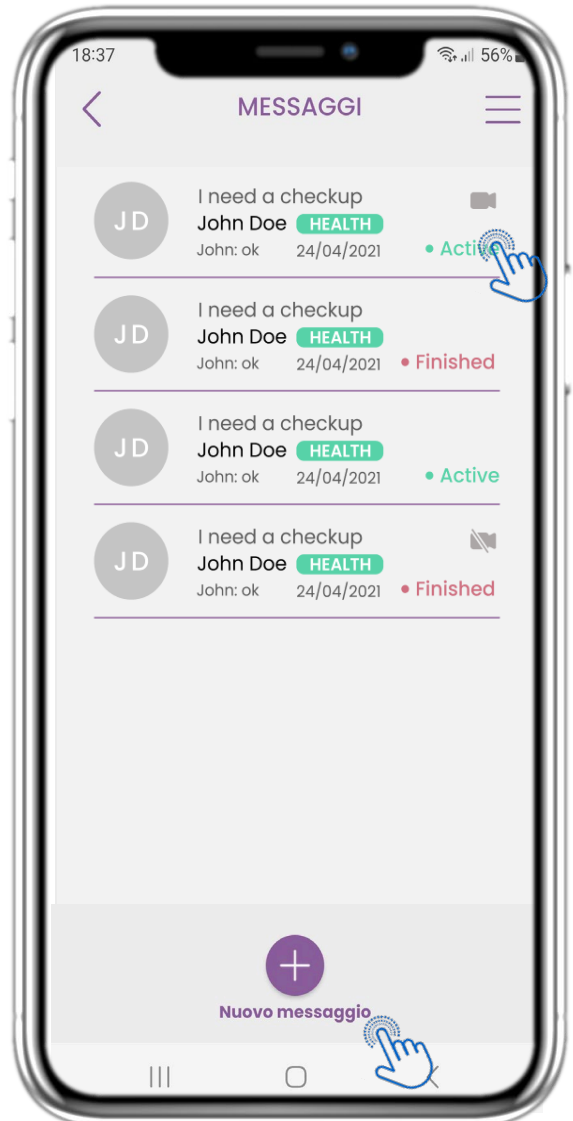 18:37 56%
MESSAGGI
JD
I need a checkup
John Doe HEALTH
John: ok 24/04/2021 • Active
JD
I need a checkup
John Doe HEALTH
John: ok 24/04/2021 • Finished
JD
I need a checkup
John Doe HEALTH
John: ok 24/04/2021 • Active
JD
I need a checkup
John Doe HEALTH
John: ok 24/04/2021 • Finished
Nuovo messaggio